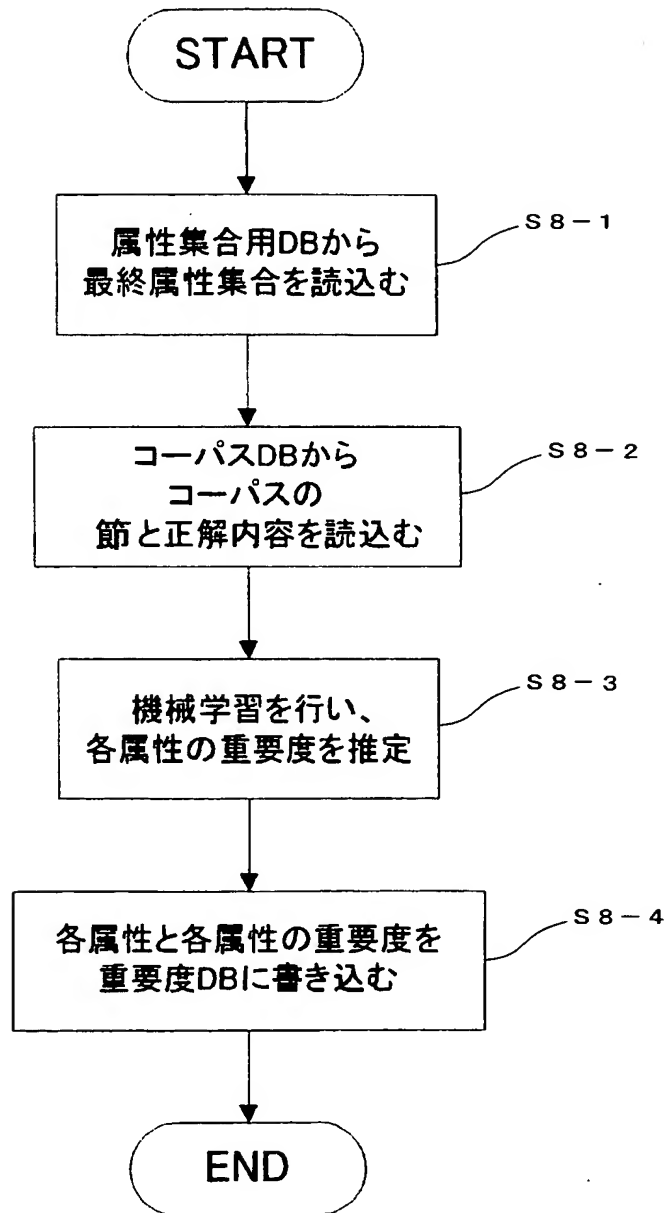 START
属性集合用DBから
最終属性集合を読込む
S8-1
コーパスDBから
コーパスの
節と正解内容を読込む
S8-2
機械学習を行い、
各属性の重要度を推定
S8-3
各属性と各属性の重要度を
重要度DBに書き込む
S8-4
END